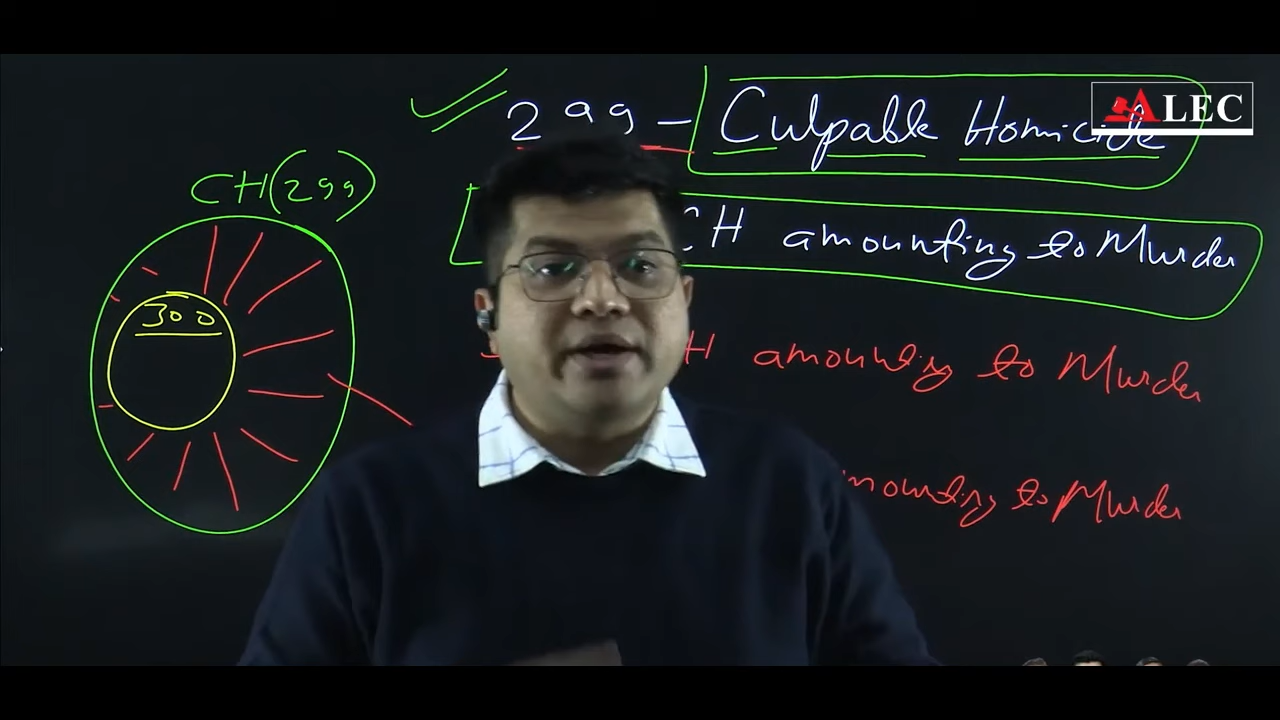 ALEC
299 - Culpable Homicide
CH(299)
CH amounting to Murder
300
H amounting to Murder
amounting to Murder